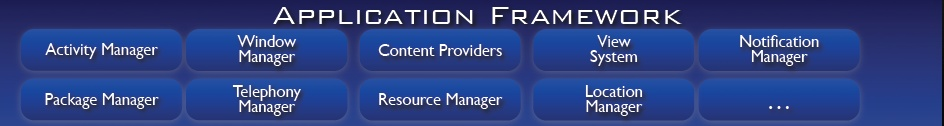 APPLICATION FRAMEWORK
Activity Manager
Window
Manager
Content Providers
View
System
Notification
Manager
Package Manager
Telephony
Manager
Resource Manager
Location
Manager
...